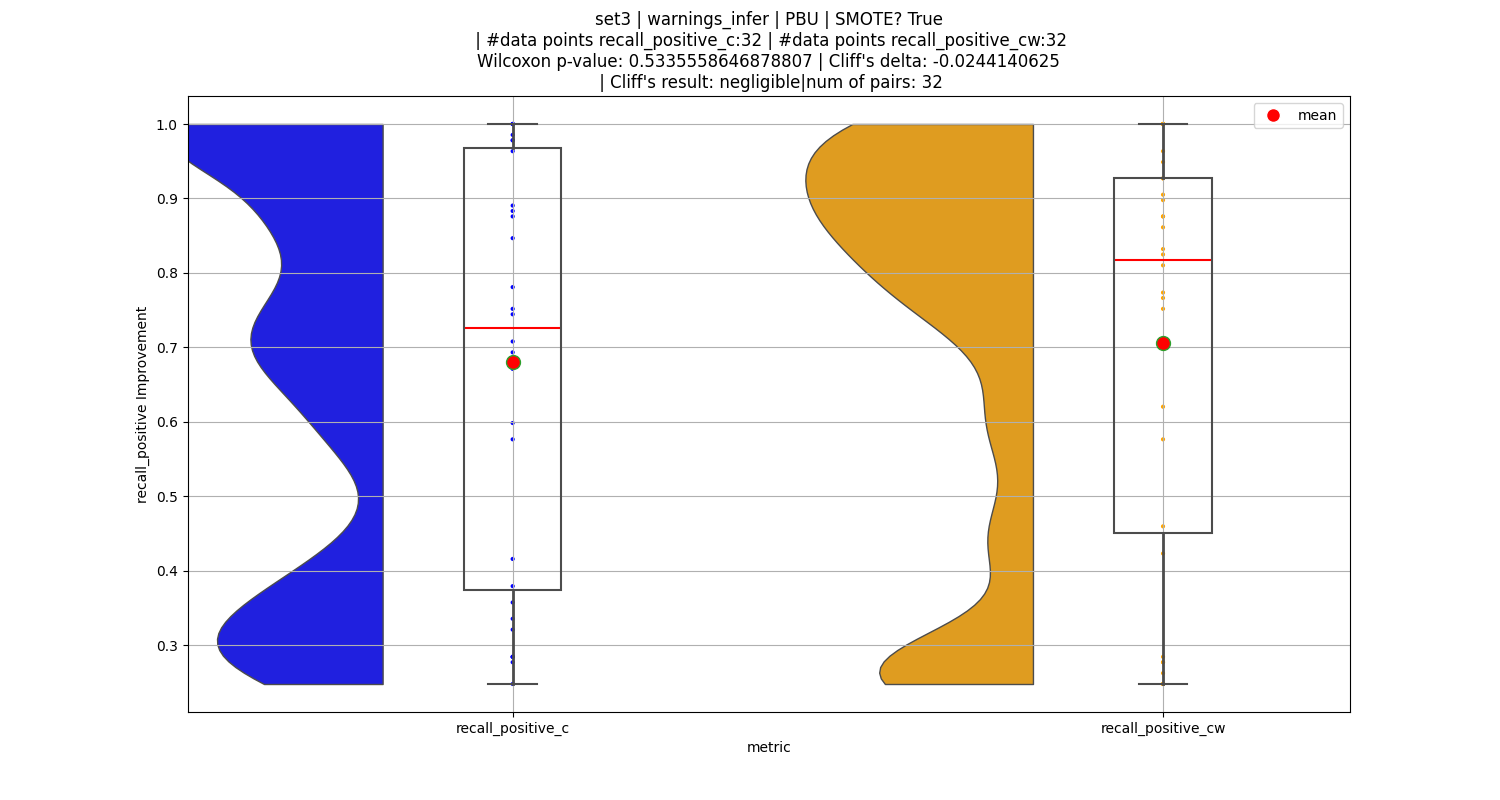 set3 | warnings_infer | PBU | SMOTE? True
| #data points recall_positive_c:32 | #data points recall_positive_cw:32
Wilcoxon p-value: 0.5335558646878807 | Cliff's delta: -0.0244140625
| Cliff's result: negligible|num of pairs: 32
mean
1.0
0.9
0.8
0.7
0.6
0.5
0.4
0.3
recall_positive Improvement
recall_positive_c
recall_positive_cw
metric